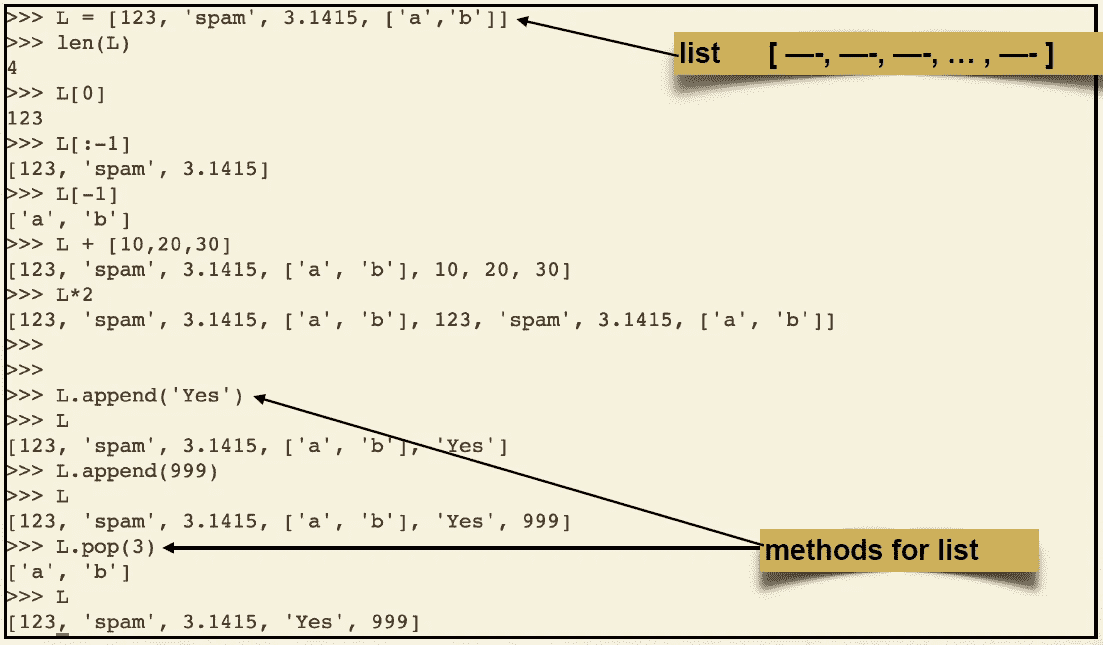 >>> L = [123, 'spam', 3.1415, ['a','b']]
list [ —-, —-, —-, … , —- ]
>>> len(L)
4
>>> L[0]
123
>>> L[:-1]
[123, 'spam', 3.1415]
>>> L[-1]
['a', 'b']
>>> L + [10,20,30]
[123, 'spam', 3.1415, ['a', 'b'], 10, 20, 30]
>>> L*2
[123, 'spam', 3.1415, ['a', 'b'], 123, 'spam', 3.1415, ['a', 'b']]
>>>
>>>
>>> L.append('Yes')
>>> L
[123, 'spam', 3.1415, ['a', 'b'], 'Yes']
>>> L.append(999)
>>> L
[123, 'spam', 3.1415, ['a', 'b'], 'Yes', 999]
>>> L.pop(3)
methods for list
['a', 'b']
>>> L
[123, 'spam', 3.1415, 'Yes', 999]